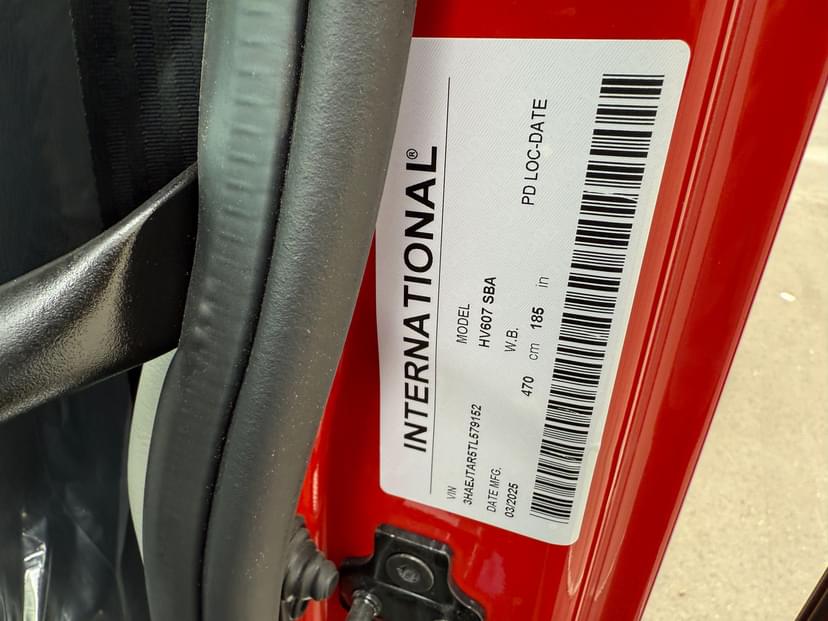 INTERNATIONAL®
VIN
3HAEJTAR5TL579152
MODEL
HV607 SBA
PD LOC-DATE
DATE MFG.
03/2025
W.B.
470 cm 185 in